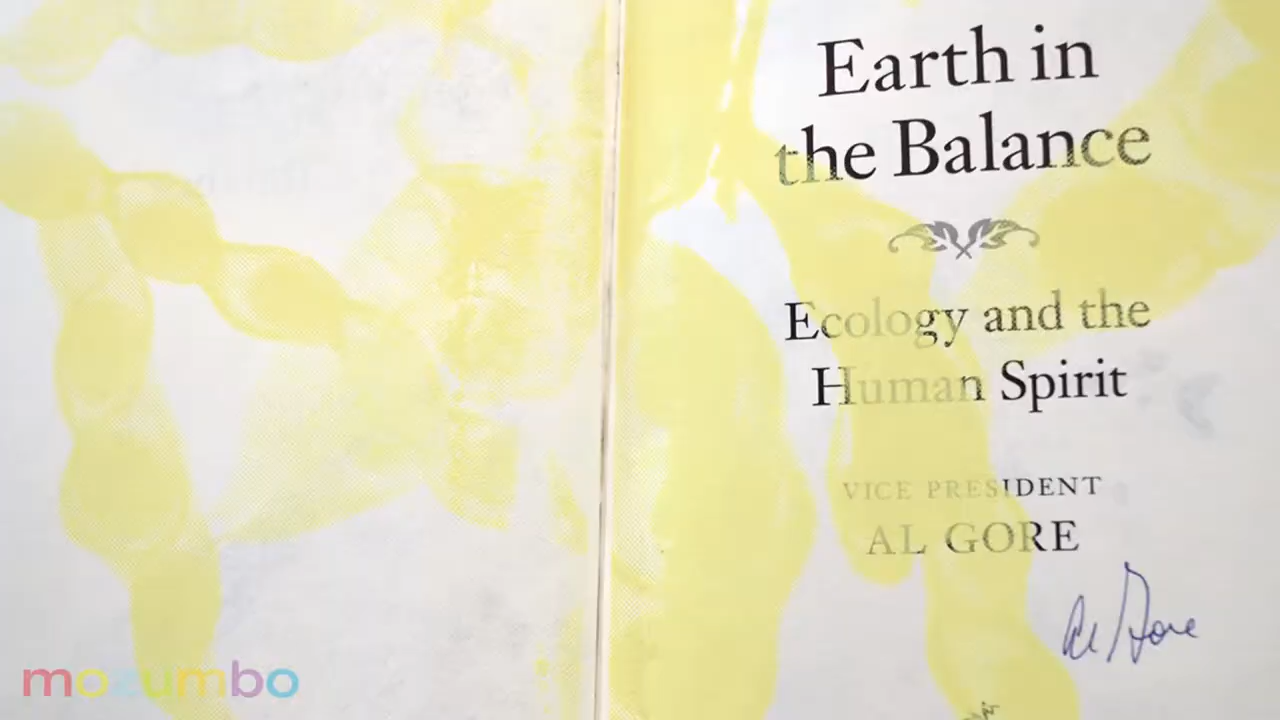 Earth in
the Balance
Ecology and the
Human Spirit
VICE PRESIDENT
AL GORE
Al Gore
mozumbo